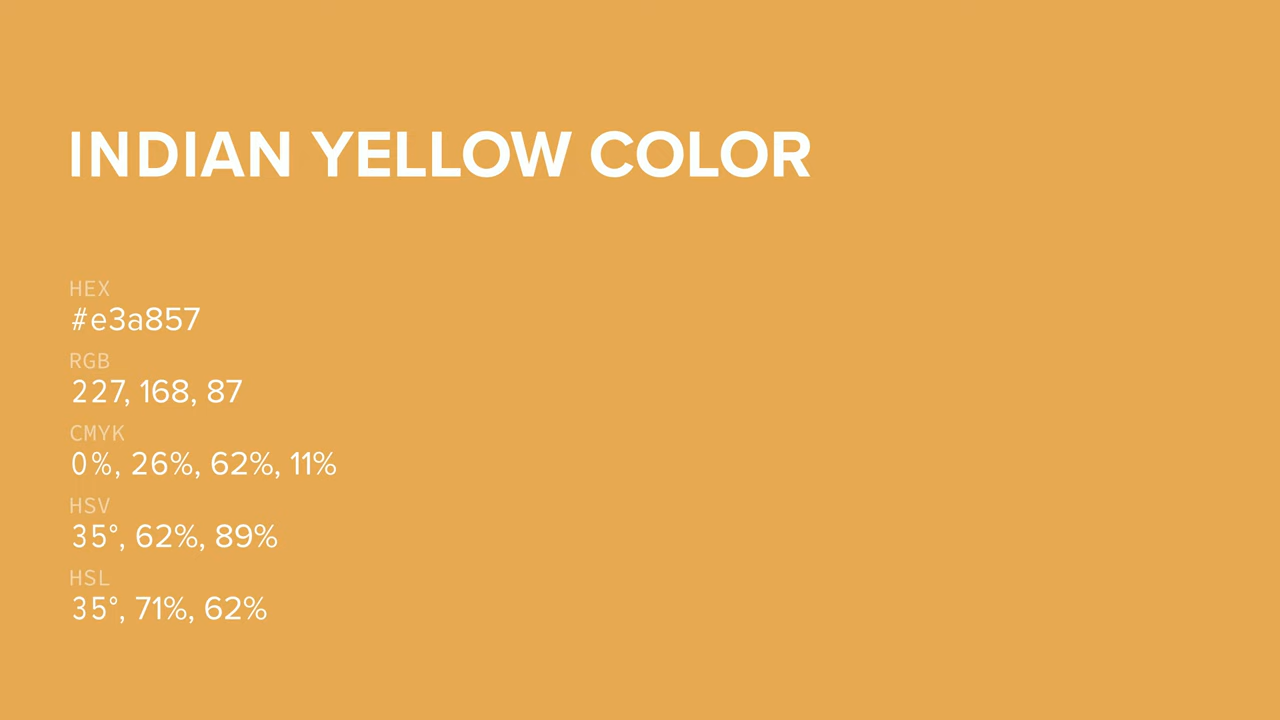 INDIAN YELLOW COLOR
HEX
#e3a857
RGB
227, 168, 87
CMYK
0%, 26%, 62%, 11%
HSV
35°, 62%, 89%
HSL
35°, 71%, 62%